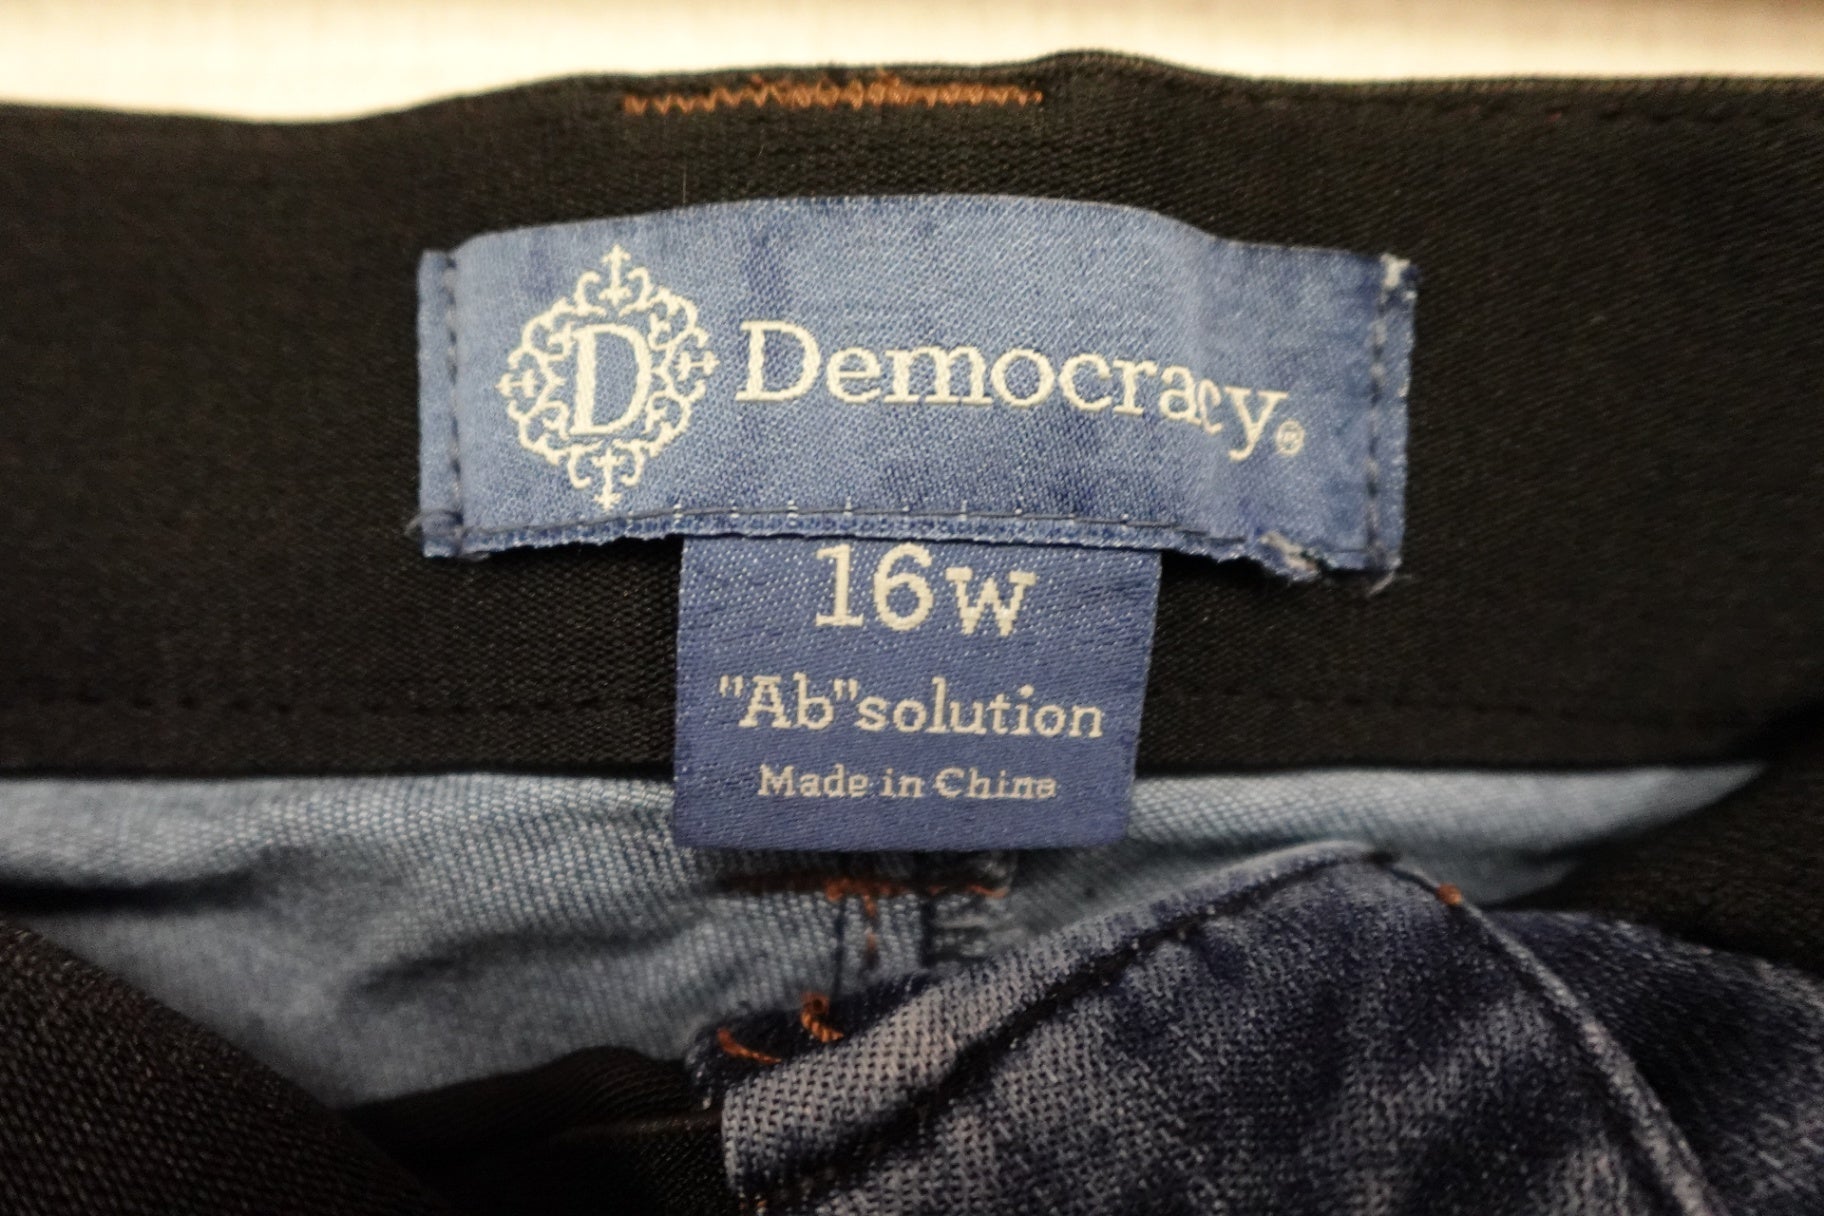 D Democracy®
16W
"Ab"solution
Made in China